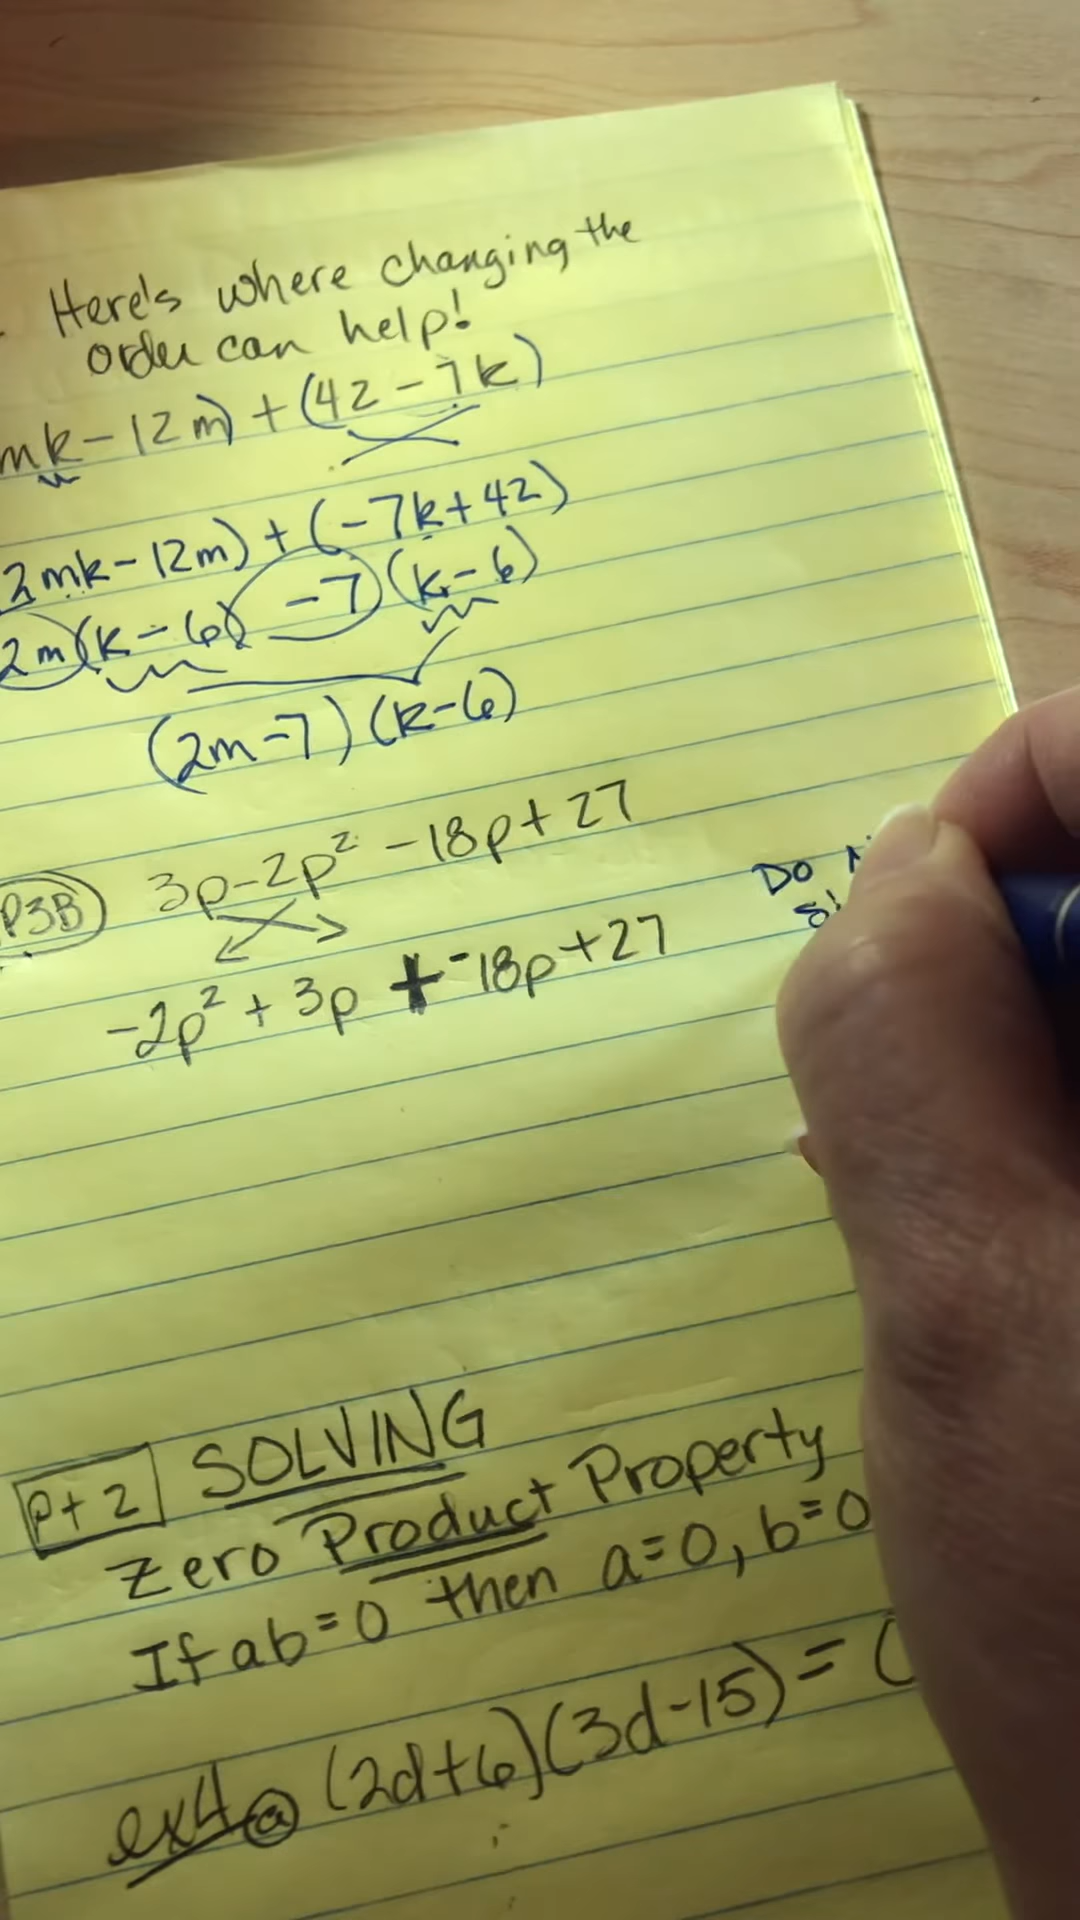 Here's where changing the
order can help!
mk - 12m) + (42 - 7k)
2mk - 12m) + (-7k + 42)
2m(k - 6) - 7(k - 6)
(2m - 7)(k - 6)
P3B 3p - 2p² - 18p + 27
Do
-2p² + 3p + -18p + 27
pt 2 SOLVING
Zero Product Property
If ab = 0 then a = 0, b = 0
ex4 a (2d + 6)(3d - 15) =